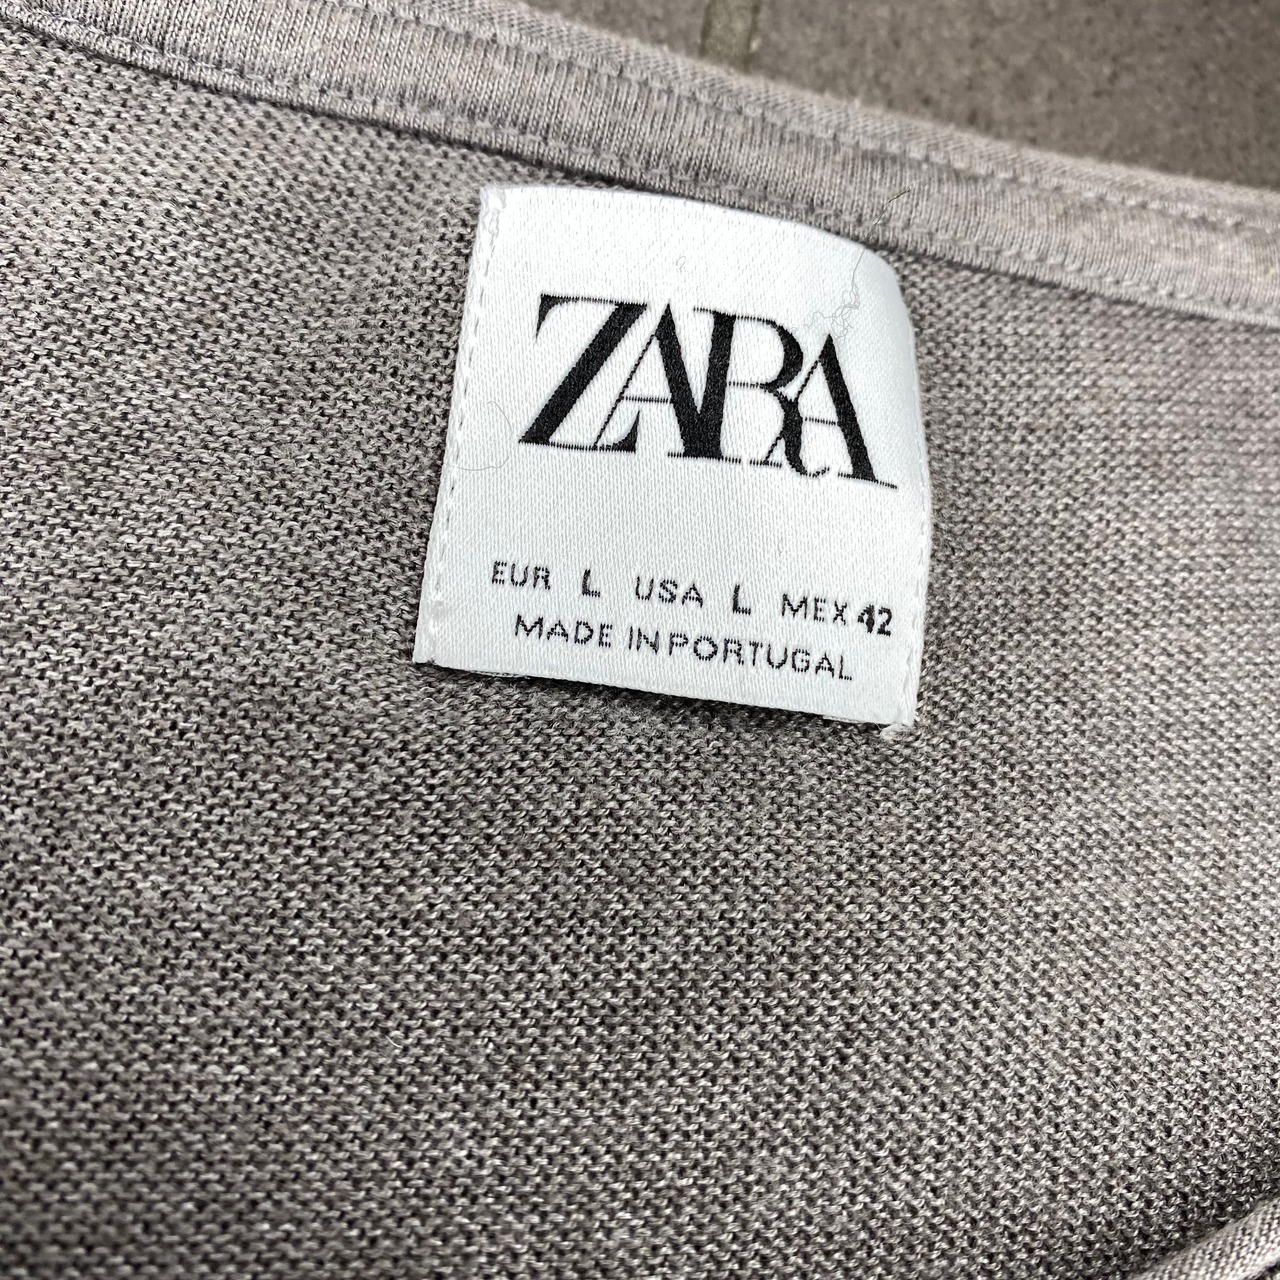 ZARA
EUR L USA L MEX 42
MADE IN PORTUGAL